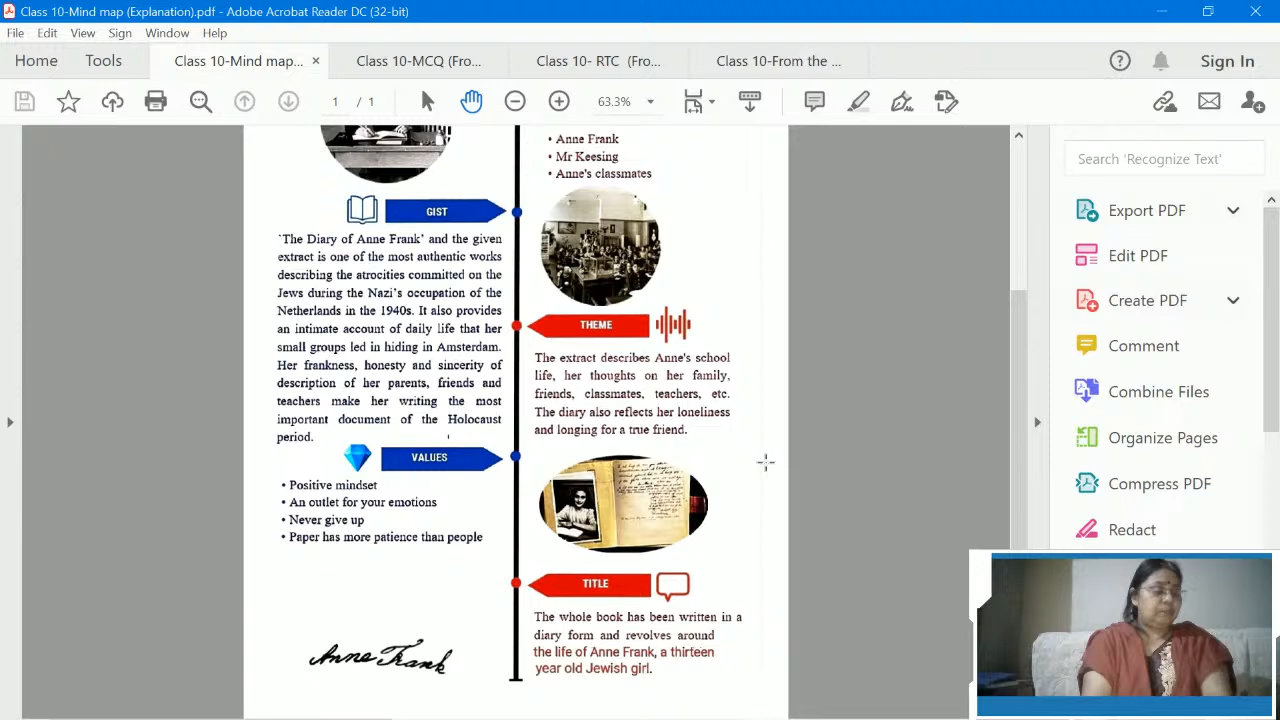 Class 10-Mind map (Explanation).pdf - Adobe Acrobat Reader DC (32-bit)
File Edit View Sign Window Help
Home Tools Class 10-Mind map... × Class 10-MCQ (Fro... Class 10- RTC (Fro... Class 10-From the ...
Sign In
1 / 1 63.3%
• Anne Frank
• Mr Keesing
• Anne's classmates
GIST
`The Diary of Anne Frank' and the given
extract is one of the most authentic works
describing the atrocities committed on the
Jews during the Nazi's occupation of the
Netherlands in the 1940s. It also provides
an intimate account of daily life that her
small groups led in hiding in Amsterdam.
Her frankness, honesty and sincerity of
description of her parents, friends and
teachers make her writing the most
important document of the Holocaust
period.
VALUES
• Positive mindset
• An outlet for your emotions
• Never give up
• Paper has more patience than people
Anne Frank
THEME
The extract describes Anne's school
life, her thoughts on her family,
friends, classmates, teachers, etc.
The diary also reflects her loneliness
and longing for a true friend.
TITLE
The whole book has been written in a
diary form and revolves around
the life of Anne Frank, a thirteen
year old Jewish girl.
Search 'Recognize Text'
Export PDF
Edit PDF
Create PDF
Comment
Combine Files
Organize Pages
Compress PDF
Redact